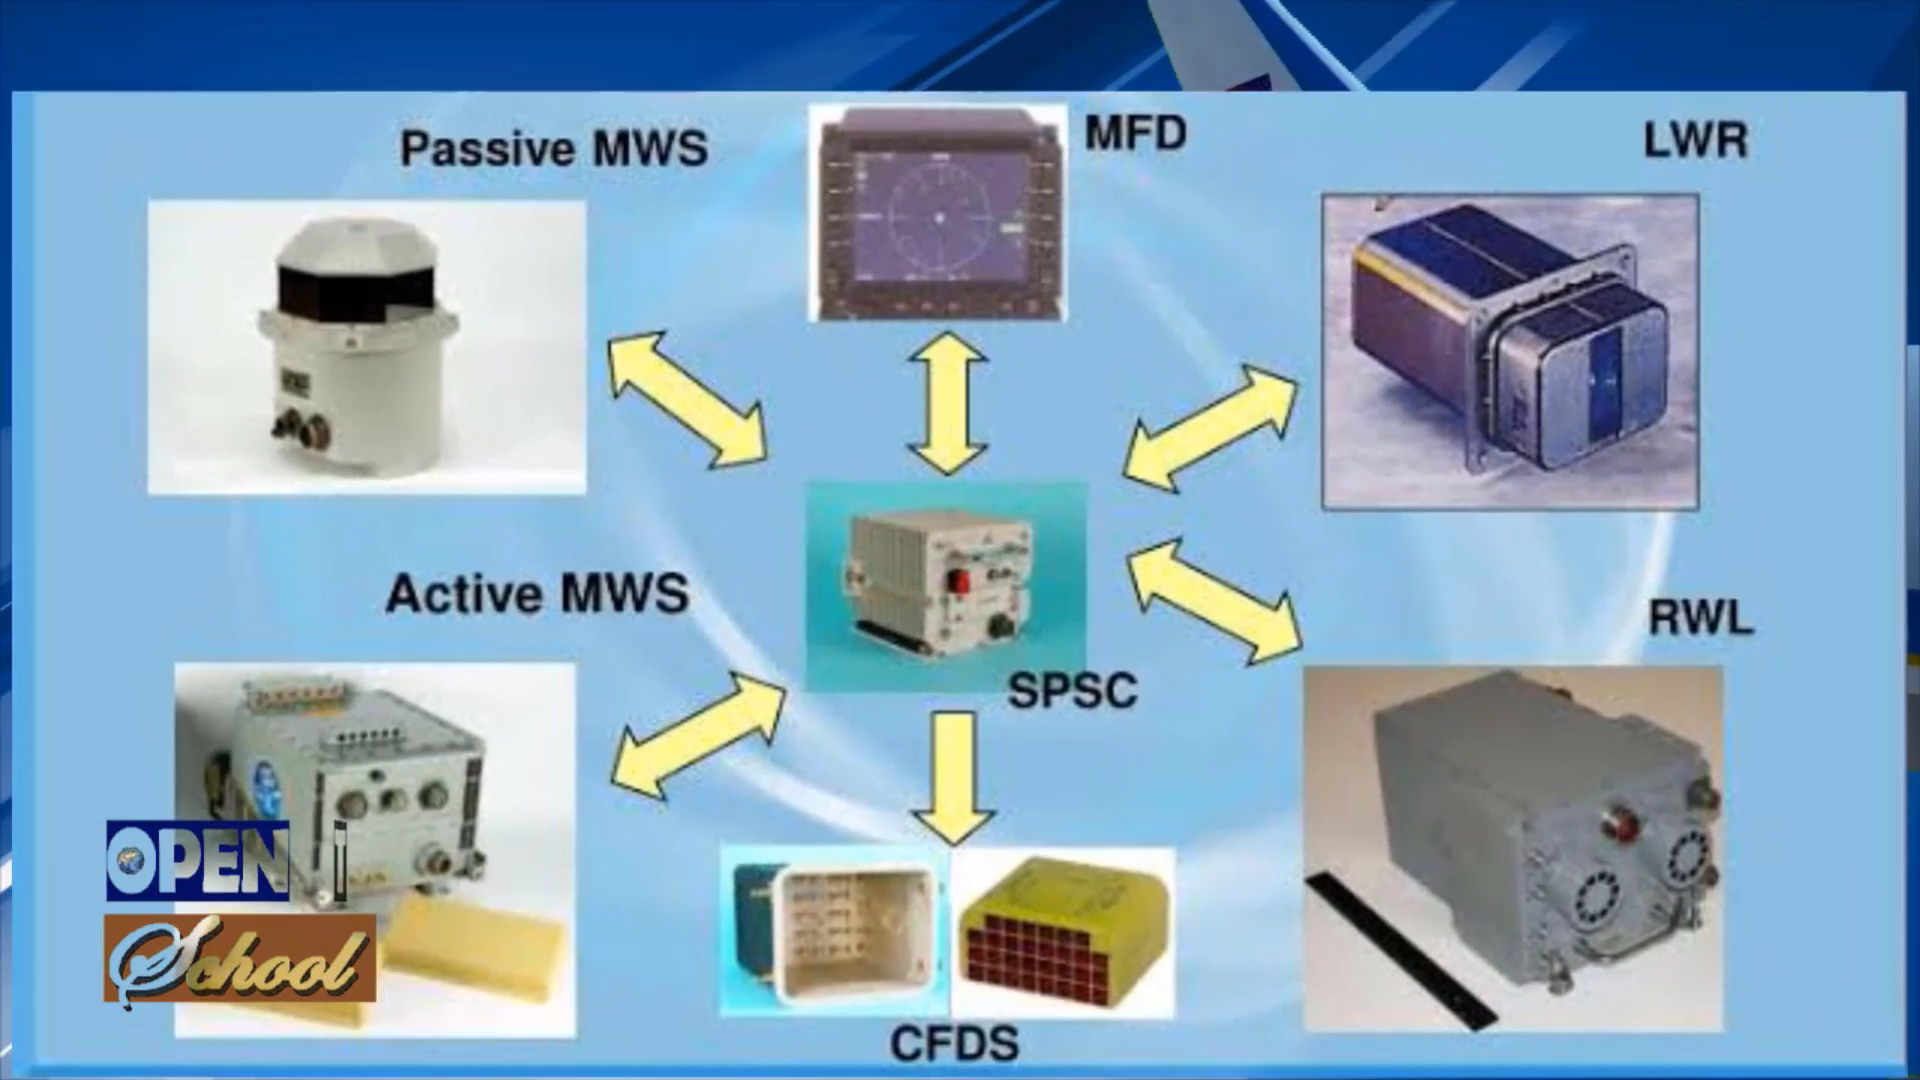 Passive MWS
MFD
LWR
Active MWS
SPSC
RWL
CFDS
OPEN
School